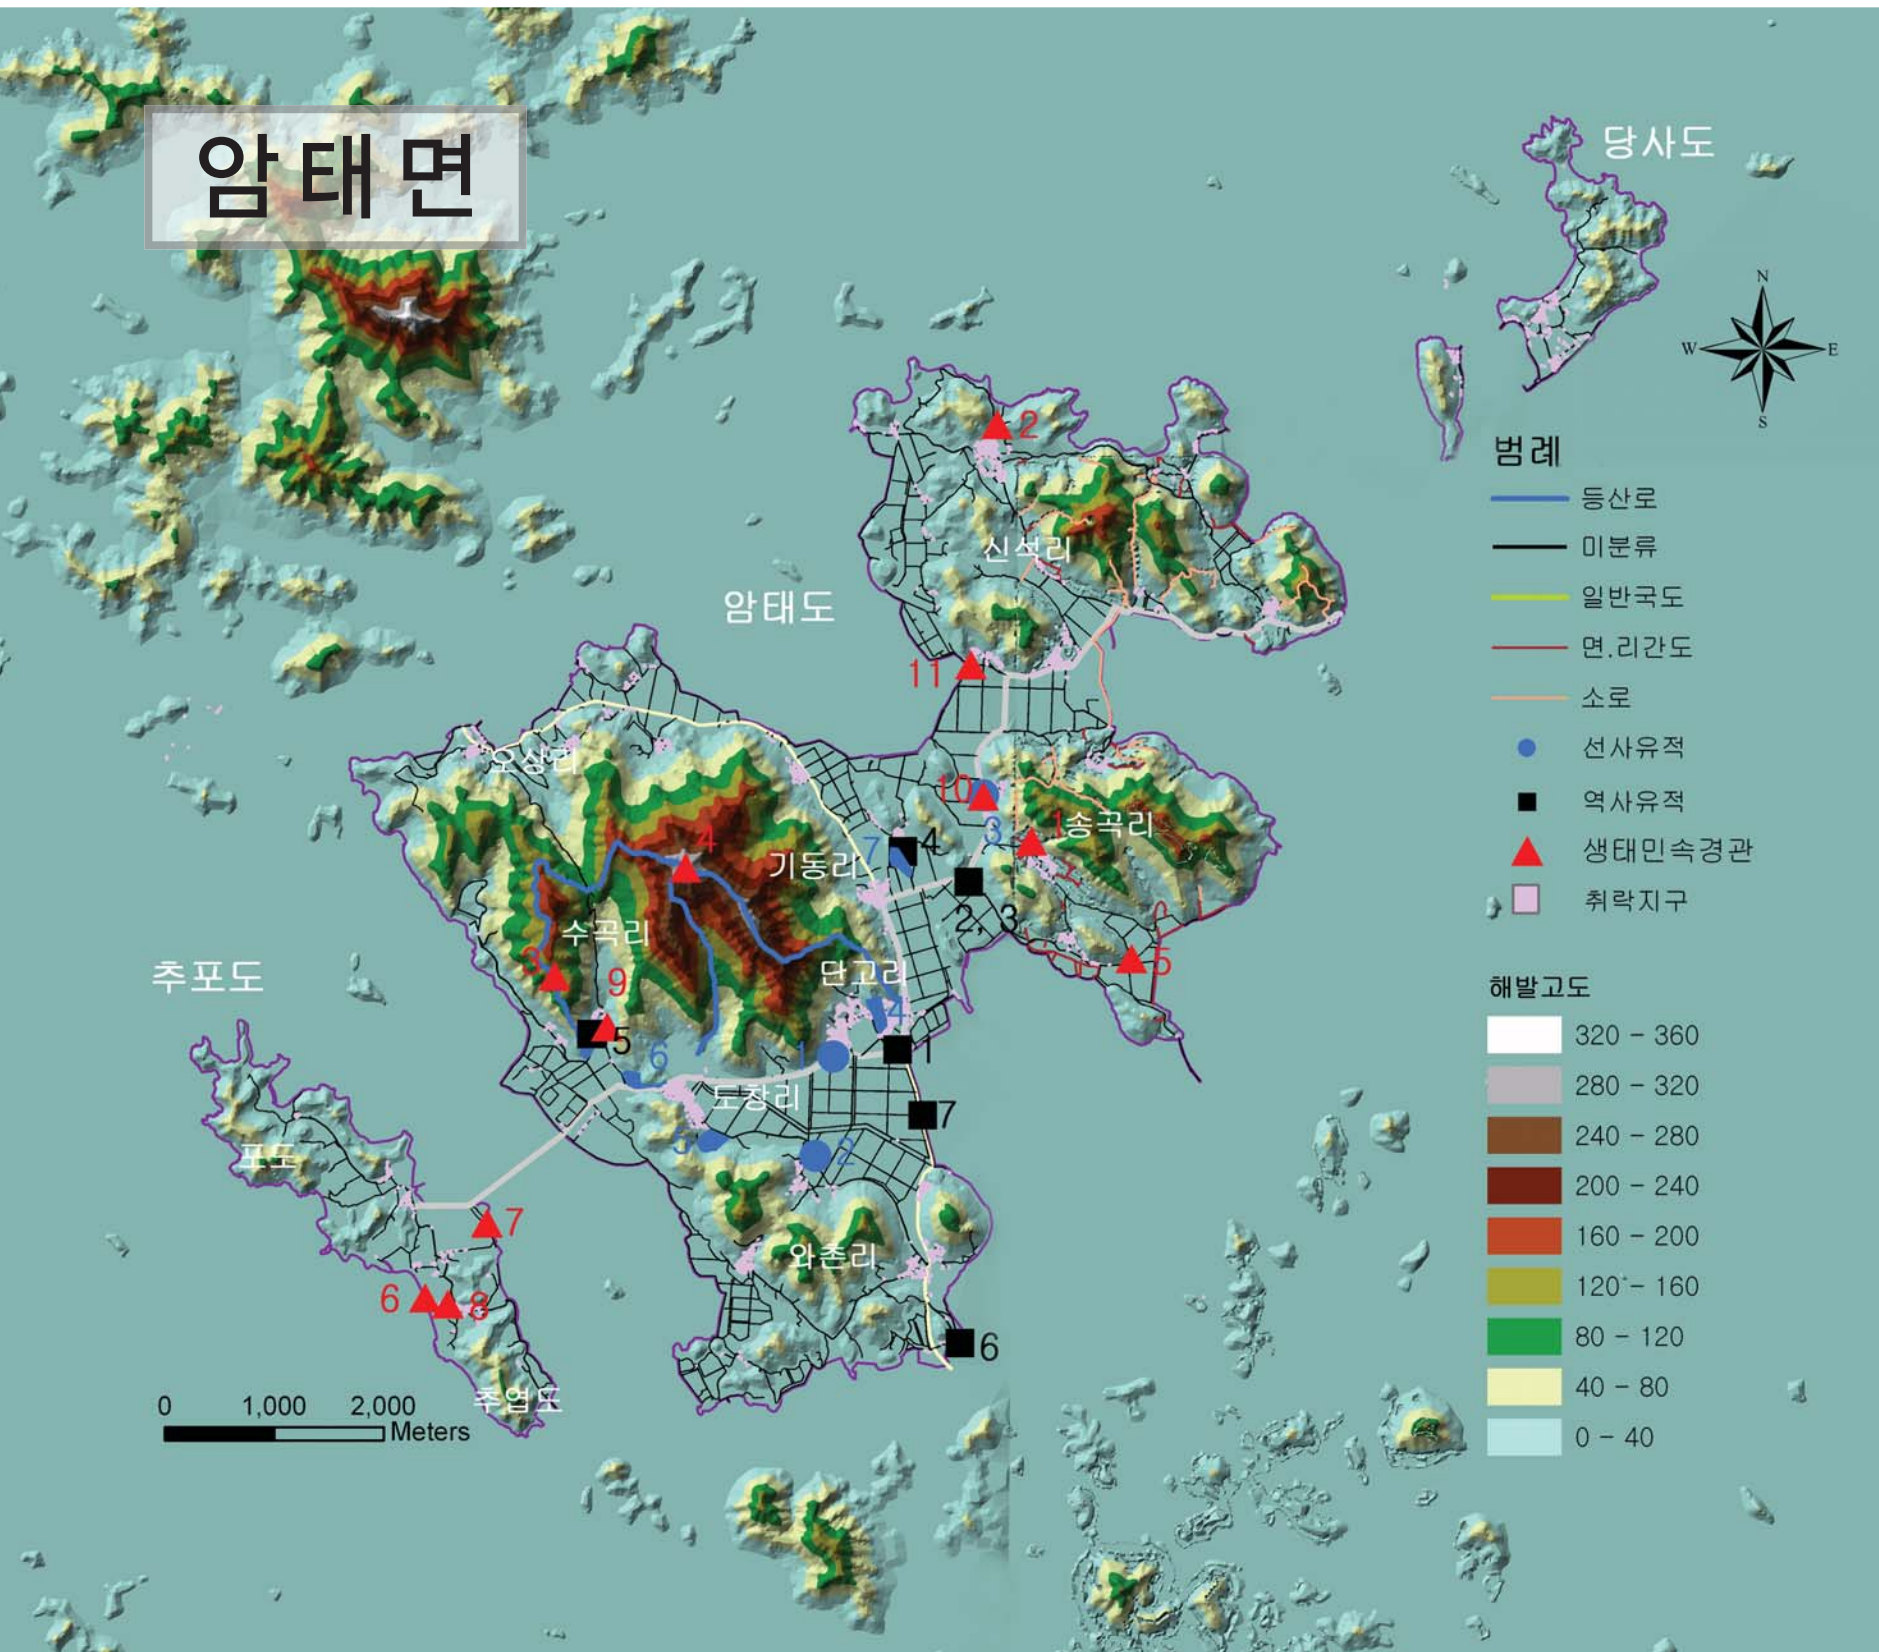 암태면
당사도
N
W
E
S
범례
등산로
미분류
일반국도
면.리간도
소로
선사유적
역사유적
생태민속경관
취락지구
해발고도
320 - 360
280 - 320
240 - 280
200 - 240
160 - 200
120 - 160
80 - 120
40 - 80
0 - 40
2
신석리
암태도
11
오상리
10
3
1
송곡리
4
기동리
7
4
2, 3
수곡리
3
9
단고리
5
추포도
4
5
6
1
1
도창리
7
포도
5
2
7
와촌리
6
8
6
추엽도
0
1,000
2,000
Meters